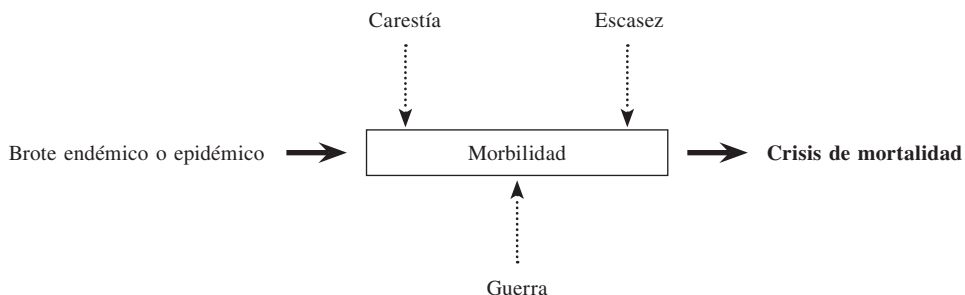 Carestía
Escasez
Brote endémico o epidémico
Morbilidad
Crisis de mortalidad
Guerra